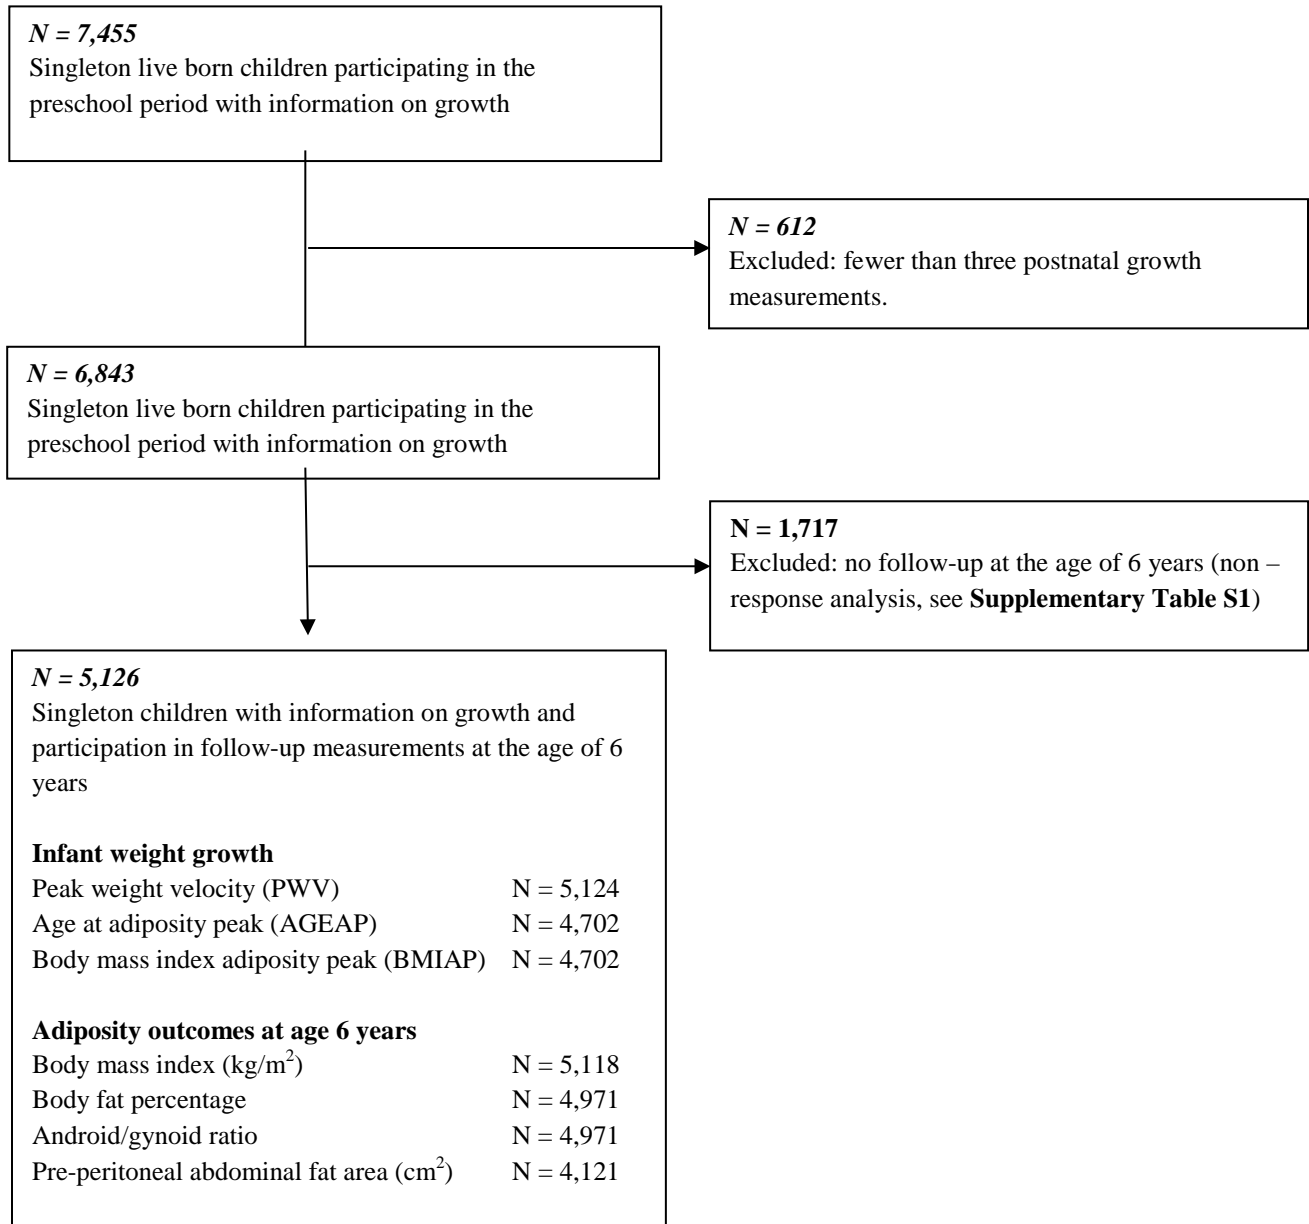 N = 7,455
Singleton live born children participating in the
preschool period with information on growth
N = 612
Excluded: fewer than three postnatal growth
measurements.
N = 6,843
Singleton live born children participating in the
preschool period with information on growth
N = 1,717
Excluded: no follow-up at the age of 6 years (non –
response analysis, see Supplementary Table S1)
N = 5,126
Singleton children with information on growth and
participation in follow-up measurements at the age of 6
years
Infant weight growth
Peak weight velocity (PWV) N = 5,124
Age at adiposity peak (AGEAP) N = 4,702
Body mass index adiposity peak (BMIAP) N = 4,702
Adiposity outcomes at age 6 years
Body mass index (kg/m²) N = 5,118
Body fat percentage N = 4,971
Android/gynoid ratio N = 4,971
Pre-peritoneal abdominal fat area (cm²) N = 4,121